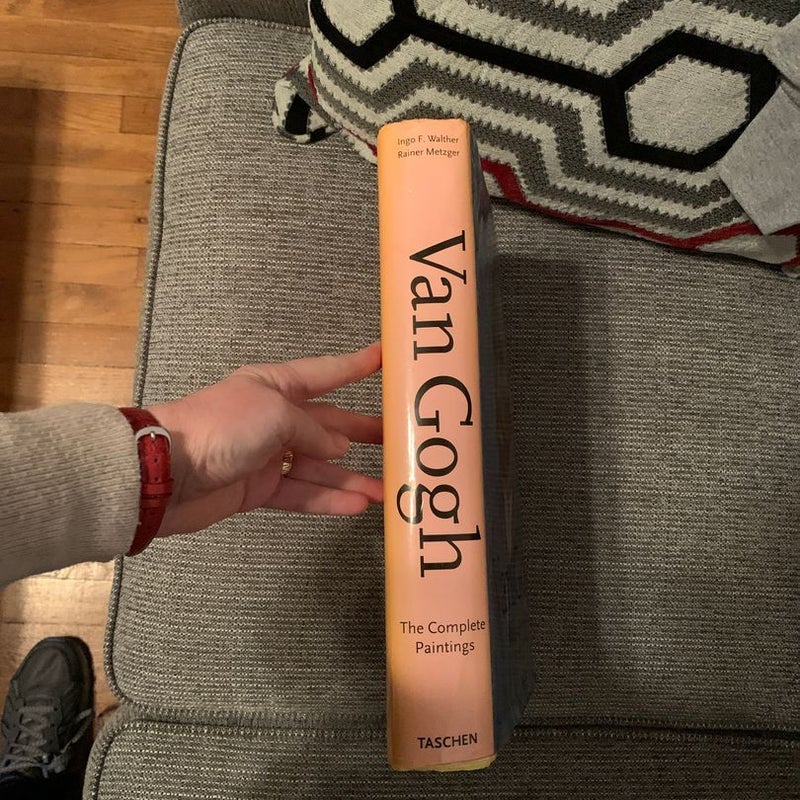 Ingo F. Walther
Rainer Metzger
Van Gogh
The Complete
Paintings
TASCHEN